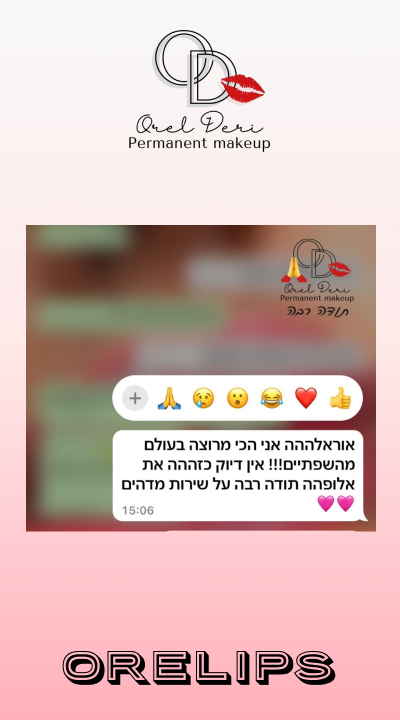 OD
Orel Deri
Permanent makeup
OD
Orel Deri
Permanent makeup
תודה רבה
אוראלההה אני הכי מרוצה בעולם
מהשפתיים!!! אין דיוק כזההה את
אלופהה תודה רבה על שירות מדהים
🩷🩷
15:06
ORELIPS